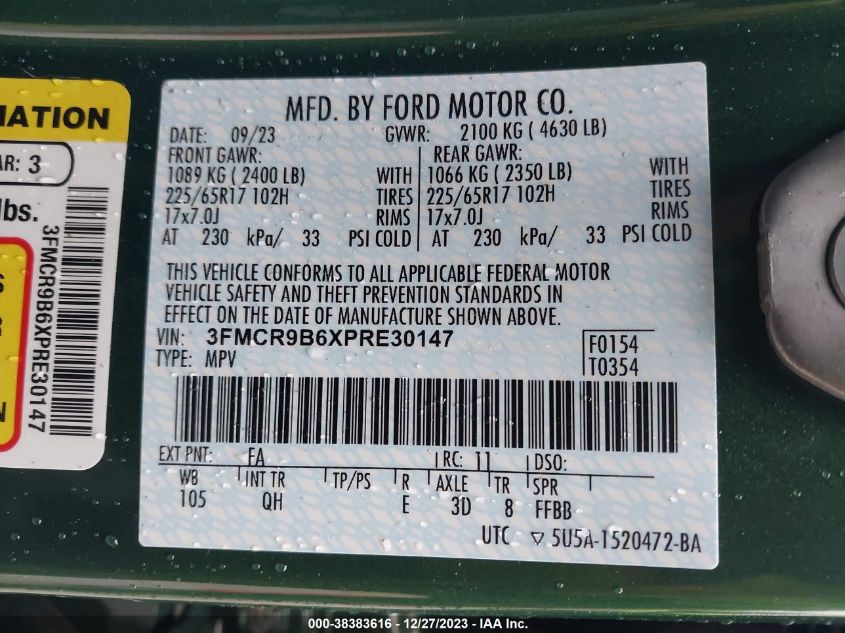 MFD. BY FORD MOTOR CO.
DATE: 09/23 GVWR: 2100 KG ( 4630 LB)
FRONT GAWR: REAR GAWR:
1089 KG ( 2400 LB) WITH 1066 KG ( 2350 LB) WITH
225/65R17 102H TIRES 225/65R17 102H TIRES
17x7.0J RIMS 17x7.0J RIMS
AT 230 kPa/ 33 PSI COLD AT 230 kPa/ 33 PSI COLD
THIS VEHICLE CONFORMS TO ALL APPLICABLE FEDERAL MOTOR
VEHICLE SAFETY AND THEFT PREVENTION STANDARDS IN
EFFECT ON THE DATE OF MANUFACTURE SHOWN ABOVE.
VIN: 3FMCR9B6XPRE30147
TYPE: MPV
F0154
T0354
EXT PNT: FA RC: 11 DSO:
WB INT TR TP/PS R AXLE TR SPR
105 QH E 3D 8 FFBB
UTC ▽ 5U5A-1520472-BA
AR: 3
lbs.
3FMCR9B6XPRE30147
000-38383616 - 12/27/2023 - IAA Inc.